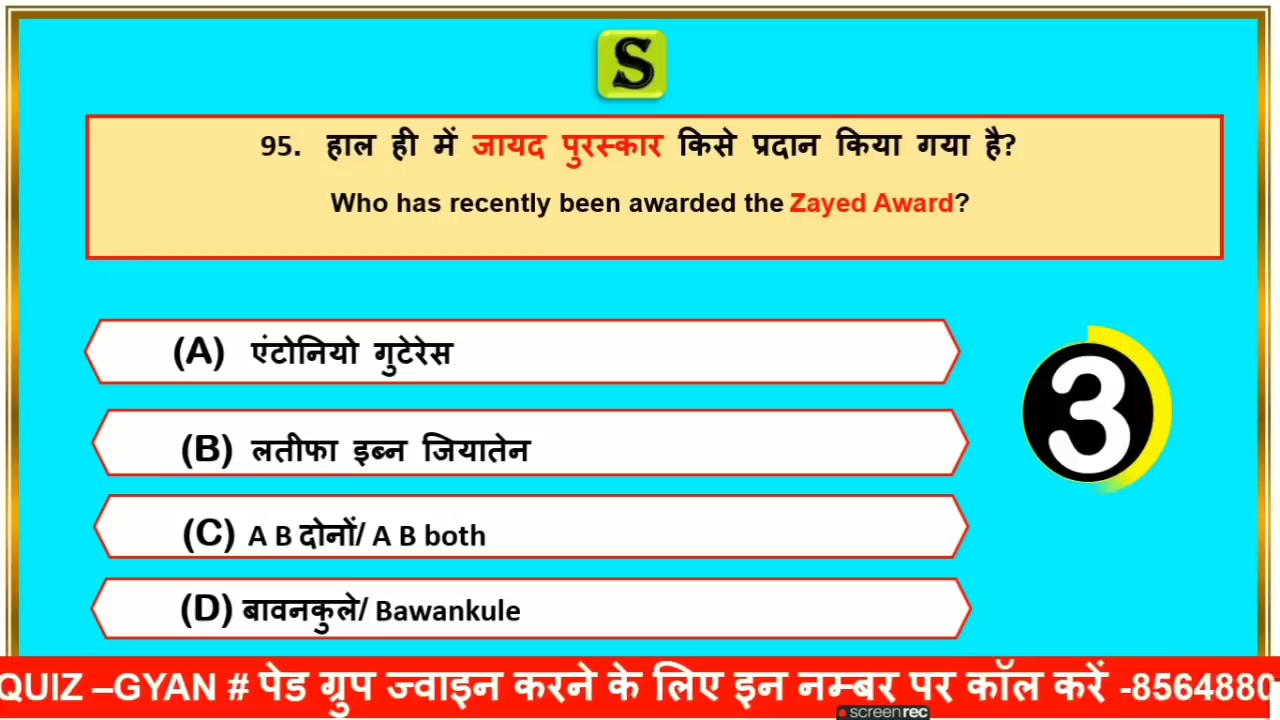 S
95. हाल ही में जायद पुरस्कार किसे प्रदान किया गया है?
Who has recently been awarded the Zayed Award?
(A) एंटोनियो गुटेरेस
(B) लतीफा इब्न जियातेन
3
(C) A B दोनों/ A B both
(D) बावनकुले/ Bawankule
QUIZ –GYAN # पेड ग्रुप ज्वाइन करने के लिए इन नम्बर पर कॉल करें -8564880
screenrec